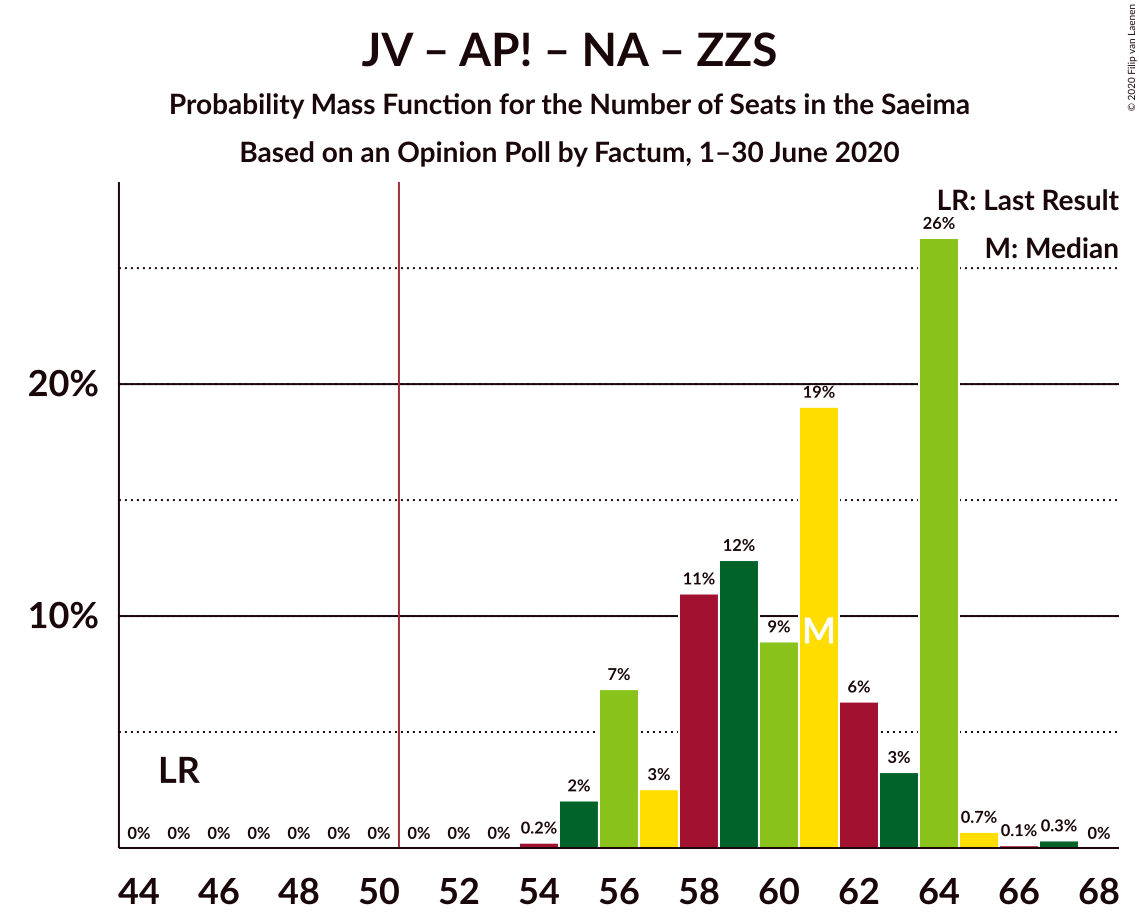 JV – AP! – NA – ZZS
Probability Mass Function for the Number of Seats in the Saeima
Based on an Opinion Poll by Factum, 1–30 June 2020
© 2020 Filip van Laenen
LR: Last Result
M: Median
20%
10%
LR
M
0% 0% 0% 0% 0% 0% 0% 0% 0% 0% 0.2% 2% 7% 3% 11% 12% 9% 19% 6% 3% 26% 0.7% 0.1% 0.3% 0%
44 46 48 50 52 54 56 58 60 62 64 66 68